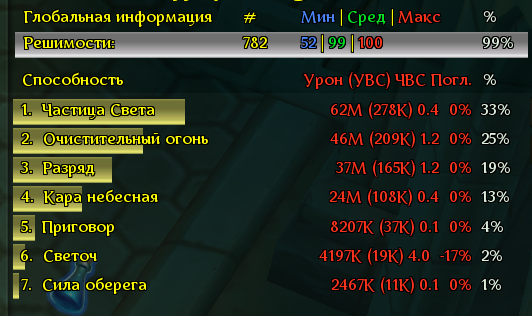 Глобальная информация # Мин | Сред | Макс %
Решимости: 782 52 | 99 | 100 99%
Способность Урон (УВС) ЧВС Погл. %
1. Частица Света 62M (278K) 0.4 0% 33%
2. Очистительный огонь 46M (209K) 1.2 0% 25%
3. Разряд 37M (165K) 1.2 0% 19%
4. Кара небесная 24M (108K) 0.4 0% 13%
5. Приговор 8207K (37K) 0.1 0% 4%
6. Светоч 4197K (19K) 4.0 -17% 2%
7. Сила оберега 2467K (11K) 0.1 0% 1%